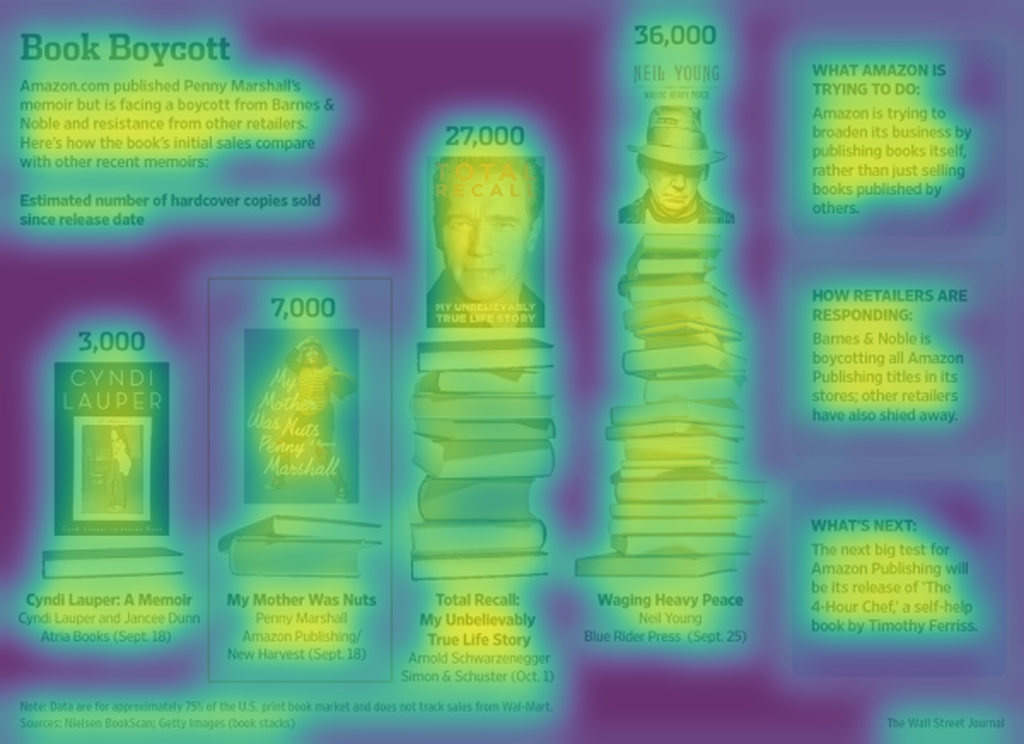 Book Boycott
Amazon.com published Penny Marshall's
memoir but is facing a boycott from Barnes &
Noble and resistance from other retailers.
Here's how the book's initial sales compare
with other recent memoirs:
Estimated number of hardcover copies sold
since release date
3,000
CYNDI
LAUPER
Cyndi Lauper: A Memoir
Cyndi Lauper and Jancee Dunn
Atria Books (Sept. 18)
7,000
My
Mother
Was Nuts
Penny
Marshall
My Mother Was Nuts
Penny Marshall
Amazon Publishing/
New Harvest (Sept. 18)
27,000
TOTAL
RECALL
MY UNBELIEVABLY
TRUE LIFE STORY
Total Recall:
My Unbelievably
True Life Story
Arnold Schwarzenegger
Simon & Schuster (Oct. 1)
36,000
NEIL YOUNG
WAGING HEAVY PEACE
Waging Heavy Peace
Neil Young
Blue Rider Press (Sept. 25)
WHAT AMAZON IS
TRYING TO DO:
Amazon is trying to
broaden its business by
publishing books itself,
rather than just selling
books published by
others.
HOW RETAILERS ARE
RESPONDING:
Barnes & Noble is
boycotting all Amazon
Publishing titles in its
stores; other retailers
have also shied away.
WHAT'S NEXT:
The next big test for
Amazon Publishing will
be its release of 'The
4-Hour Chef,' a self-help
book by Timothy Ferriss.
Note: Data are for approximately 75% of the U.S. print book market and does not track sales from Wal-Mart.
Sources: Nielsen BookScan; Getty Images (book stacks)
The Wall Street Journal